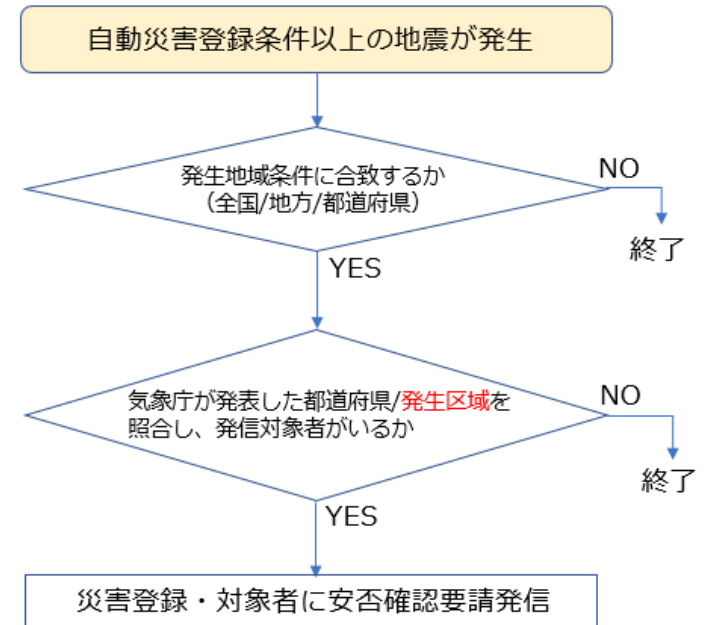 自動災害登録条件以上の地震が発生
発生地域条件に合致するか
（全国/地方/都道府県）
NO
終了
YES
気象庁が発表した都道府県/発生区域を
照合し、発信対象者がいるか
NO
終了
YES
災害登録・対象者に安否確認要請発信